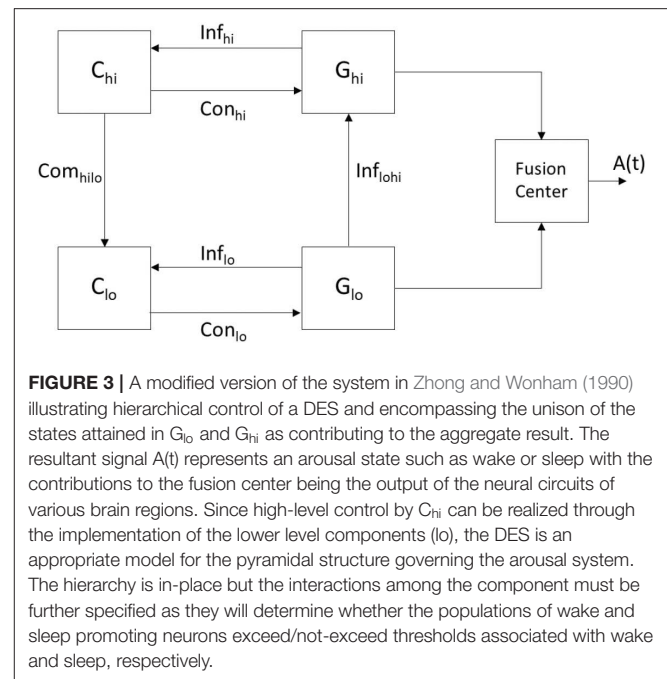 Inf_hi
C_hi
G_hi
Con_hi
Com_hilo
Inf_lohi
Fusion
Center
A(t)
Inf_lo
C_lo
G_lo
Con_lo
FIGURE 3 | A modified version of the system in Zhong and Wonham (1990)
illustrating hierarchical control of a DES and encompassing the unison of the
states attained in G_lo and G_hi as contributing to the aggregate result. The
resultant signal A(t) represents an arousal state such as wake or sleep with the
contributions to the fusion center being the output of the neural circuits of
various brain regions. Since high-level control by C_hi can be realized through
the implementation of the lower level components (lo), the DES is an
appropriate model for the pyramidal structure governing the arousal system.
The hierarchy is in-place but the interactions among the component must be
further specified as they will determine whether the populations of wake and
sleep promoting neurons exceed/not-exceed thresholds associated with wake
and sleep, respectively.